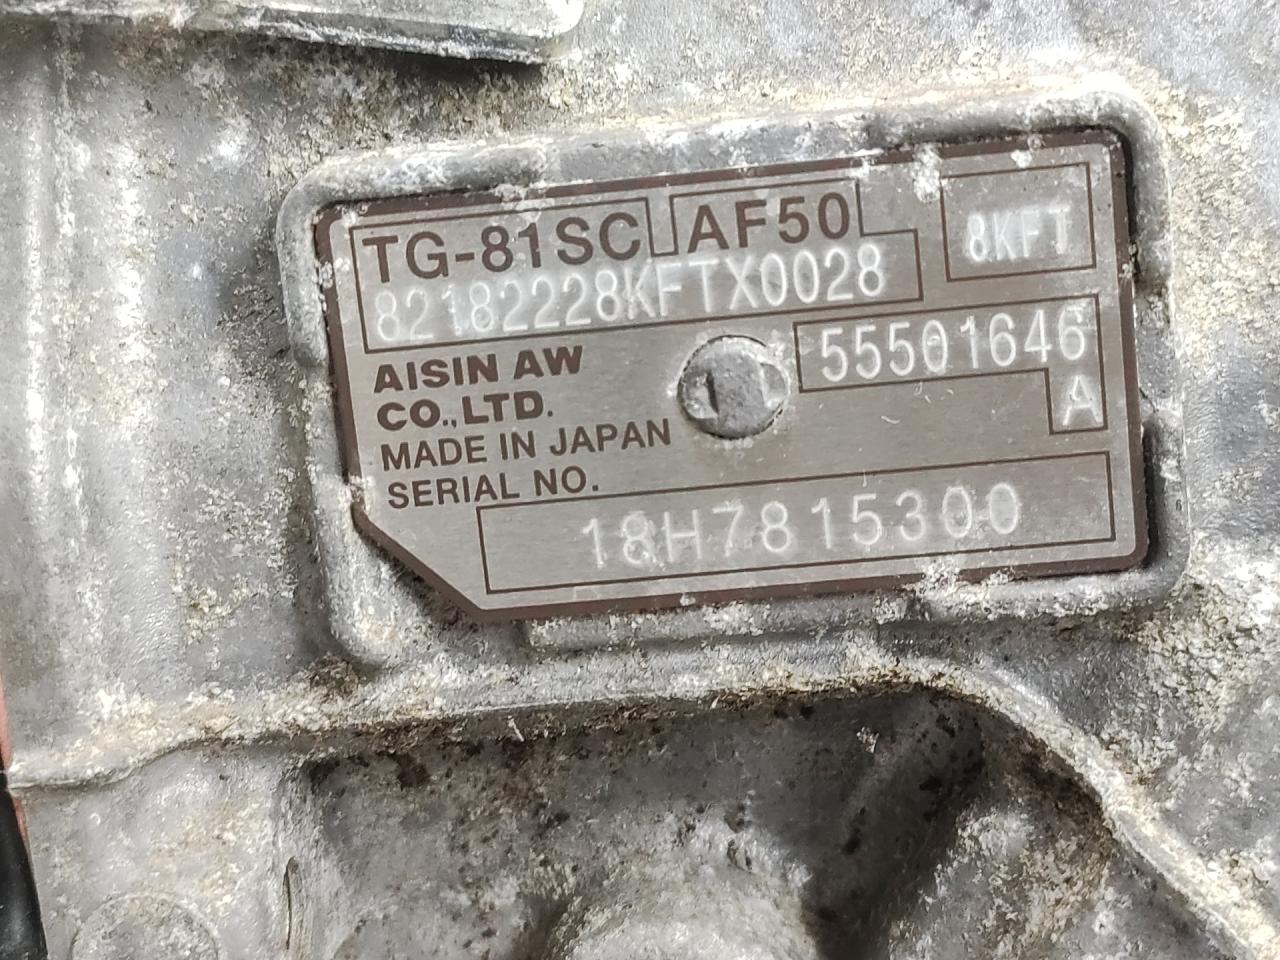 TG-81SC AF50 8KFT
82182228KFTX0028
55501646
A
AISIN AW
CO., LTD.
MADE IN JAPAN
SERIAL NO.
18H7815300